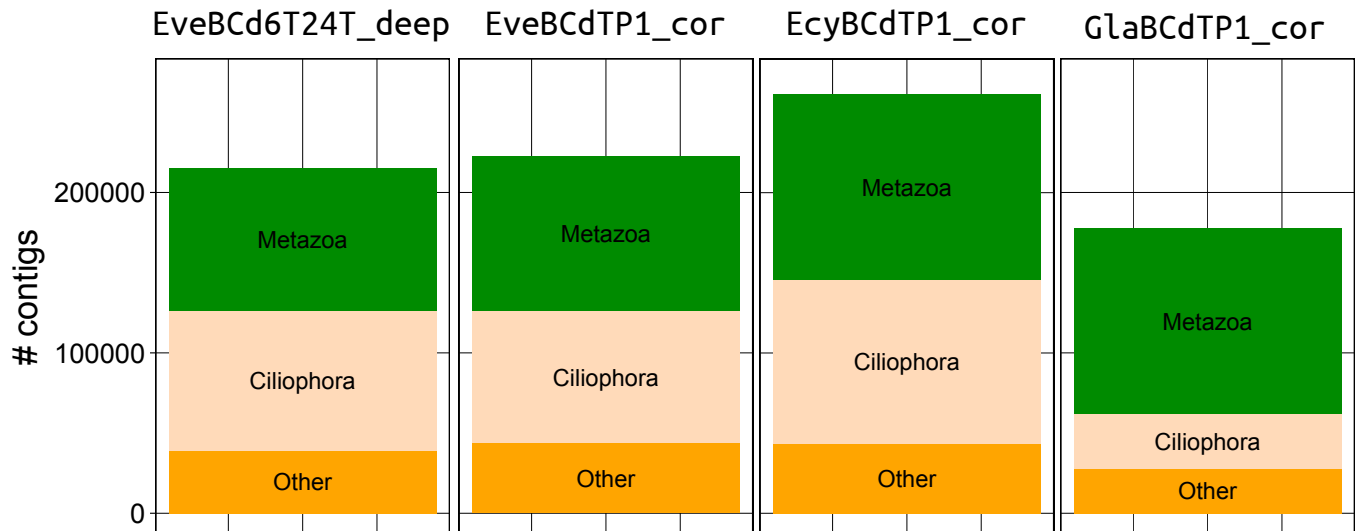 EveBCd6T24T_deep
EveBCdTP1_cor
EcyBCdTP1_cor
GlaBCdTP1_cor
# contigs
200000
100000
0
Metazoa
Ciliophora
Other
Metazoa
Ciliophora
Other
Metazoa
Ciliophora
Other
Metazoa
Ciliophora
Other